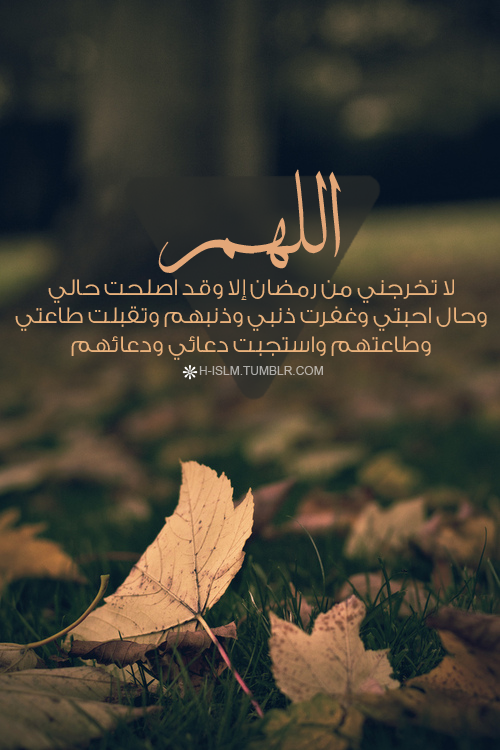 اللهم
لا تخرجني من رمضان إلا وقد اصلحت حالي
وحال احبتي وغفرت ذنبي وذنبهم وتقبلت طاعتي
وطاعتهم واستجبت دعائي ودعائهم
H-ISLM.TUMBLR.COM